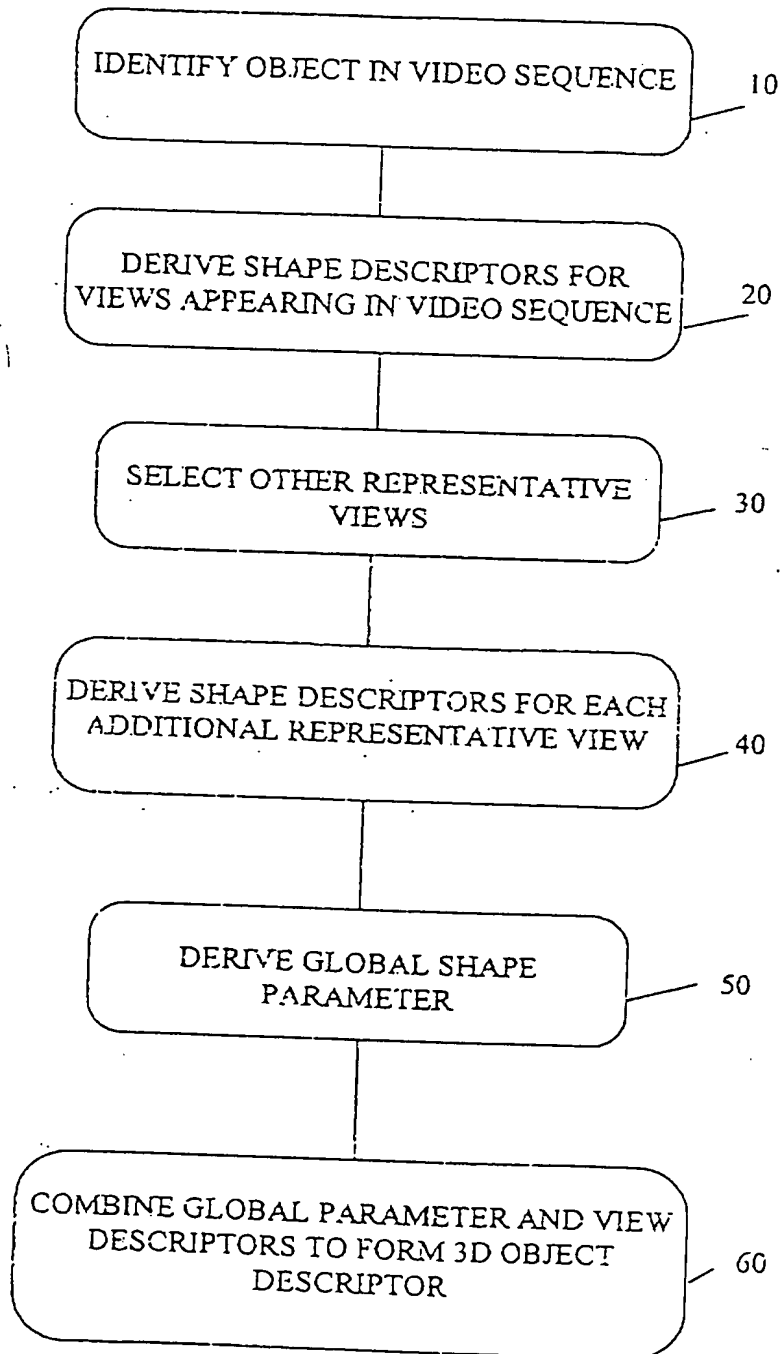 IDENTIFY OBJECT IN VIDEO SEQUENCE
10
DERIVE SHAPE DESCRIPTORS FOR
VIEWS APPEARING IN VIDEO SEQUENCE
20
SELECT OTHER REPRESENTATIVE
VIEWS
30
DERIVE SHAPE DESCRIPTORS FOR EACH
ADDITIONAL REPRESENTATIVE VIEW
40
DERIVE GLOBAL SHAPE
PARAMETER
50
COMBINE GLOBAL PARAMETER AND VIEW
DESCRIPTORS TO FORM 3D OBJECT
DESCRIPTOR
60